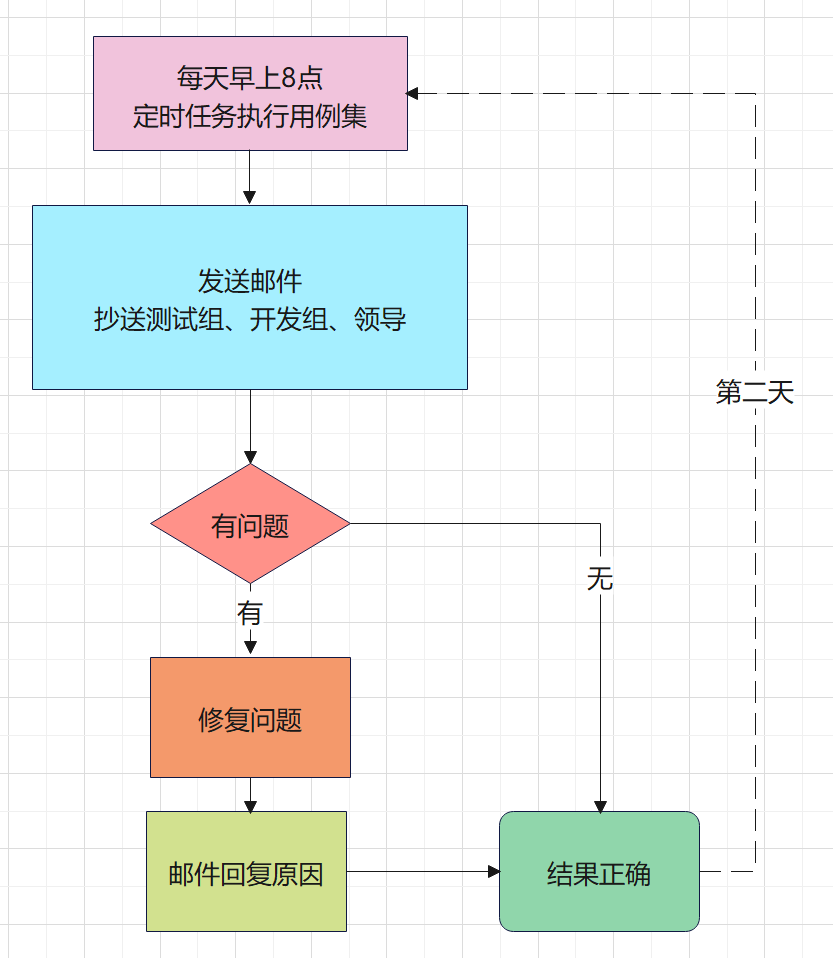 每天早上8点
定时任务执行用例集
发送邮件
抄送测试组、开发组、领导
第二天
有问题
无
有
修复问题
邮件回复原因
结果正确